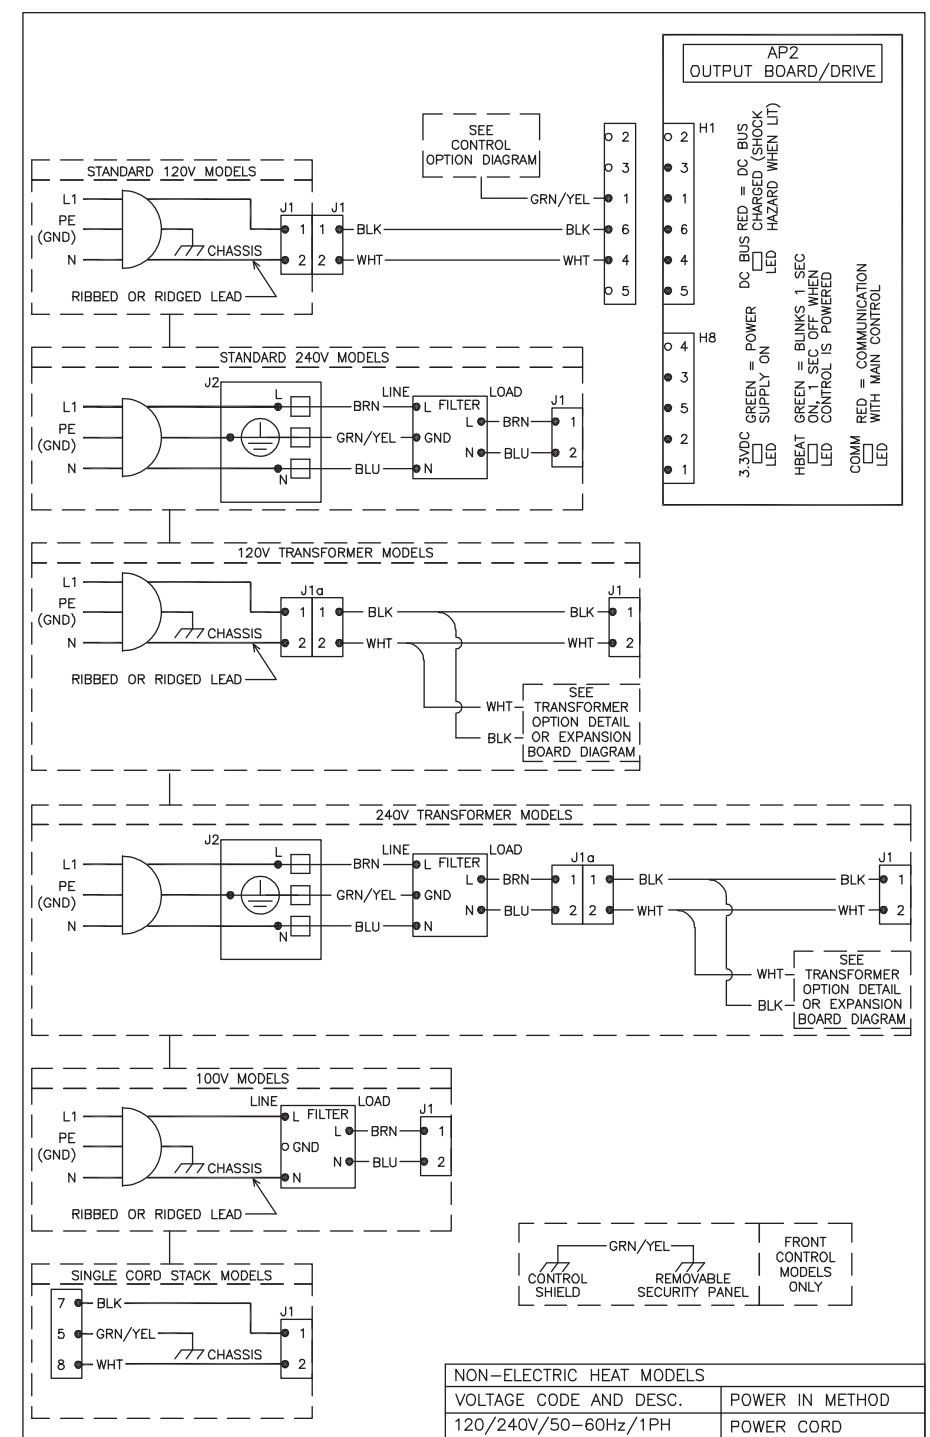 AP2
OUTPUT BOARD/DRIVE
SEE
CONTROL
OPTION DIAGRAM
2
3
GRN/YEL
1
BLK
6
WHT
4
5
H1
2
3
1
6
4
5
H8
4
3
5
2
1
DC BUS
LED
RED = DC BUS
CHARGED (SHOCK
HAZARD WHEN LIT)
3.3VDC
LED
GREEN = POWER
SUPPLY ON
HBEAT
LED
GREEN = BLINKS 1 SEC
ON, 1 SEC OFF WHEN
CONTROL IS POWERED
COMM
LED
RED = COMMUNICATION
WITH MAIN CONTROL
STANDARD 120V MODELS
L1
PE
(GND)
N
CHASSIS
RIBBED OR RIDGED LEAD
J1 J1
1 1 BLK
2 2 WHT
STANDARD 240V MODELS
L1
PE
(GND)
N
J2
L
N
BRN
GRN/YEL
BLU
LINE LOAD
L FILTER
GND
N
L BRN
N BLU
J1
1
2
120V TRANSFORMER MODELS
L1
PE
(GND)
N
CHASSIS
RIBBED OR RIDGED LEAD
J1a
1 1 BLK
2 2 WHT
J1
BLK 1
WHT 2
WHT
BLK
SEE
TRANSFORMER
OPTION DETAIL
OR EXPANSION
BOARD DIAGRAM
240V TRANSFORMER MODELS
L1
PE
(GND)
N
J2
L
N
BRN
GRN/YEL
BLU
LINE LOAD
L FILTER
GND
N
L BRN
N BLU
J1a
1 1 BLK
2 2 WHT
J1
BLK 1
WHT 2
WHT
BLK
SEE
TRANSFORMER
OPTION DETAIL
OR EXPANSION
BOARD DIAGRAM
100V MODELS
L1
PE
(GND)
N
CHASSIS
RIBBED OR RIDGED LEAD
LINE LOAD
L FILTER
GND
N
L BRN
N BLU
J1
1
2
GRN/YEL
CONTROL
SHIELD
REMOVABLE
SECURITY PANEL
FRONT
CONTROL
MODELS
ONLY
SINGLE CORD STACK MODELS
7 BLK
5 GRN/YEL
8 WHT
CHASSIS
J1
1
2
NON-ELECTRIC HEAT MODELS
VOLTAGE CODE AND DESC. POWER IN METHOD
120/240V/50-60Hz/1PH POWER CORD